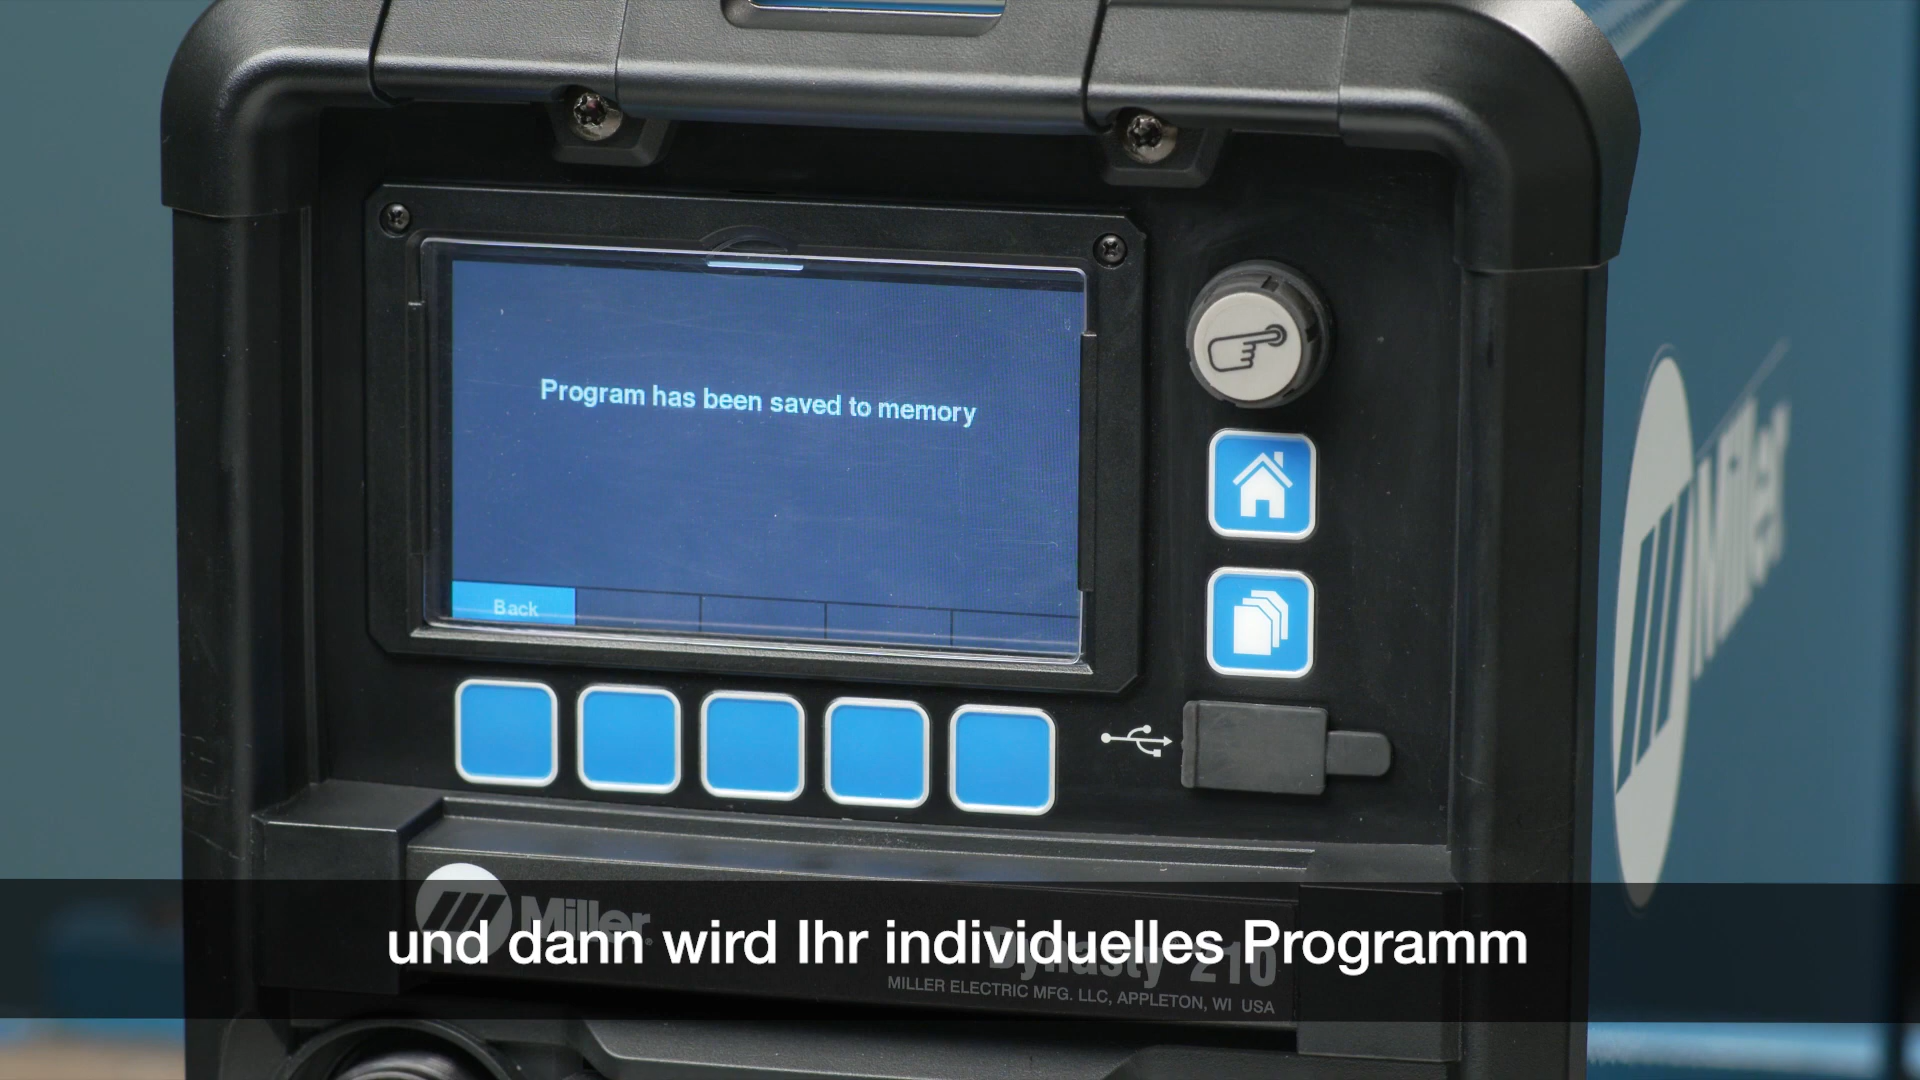 Program has been saved to memory
Back
Miller
Miller
und dann wird Ihr individuelles Programm
Dynasty 210
MILLER ELECTRIC MFG. LLC, APPLETON, WI USA